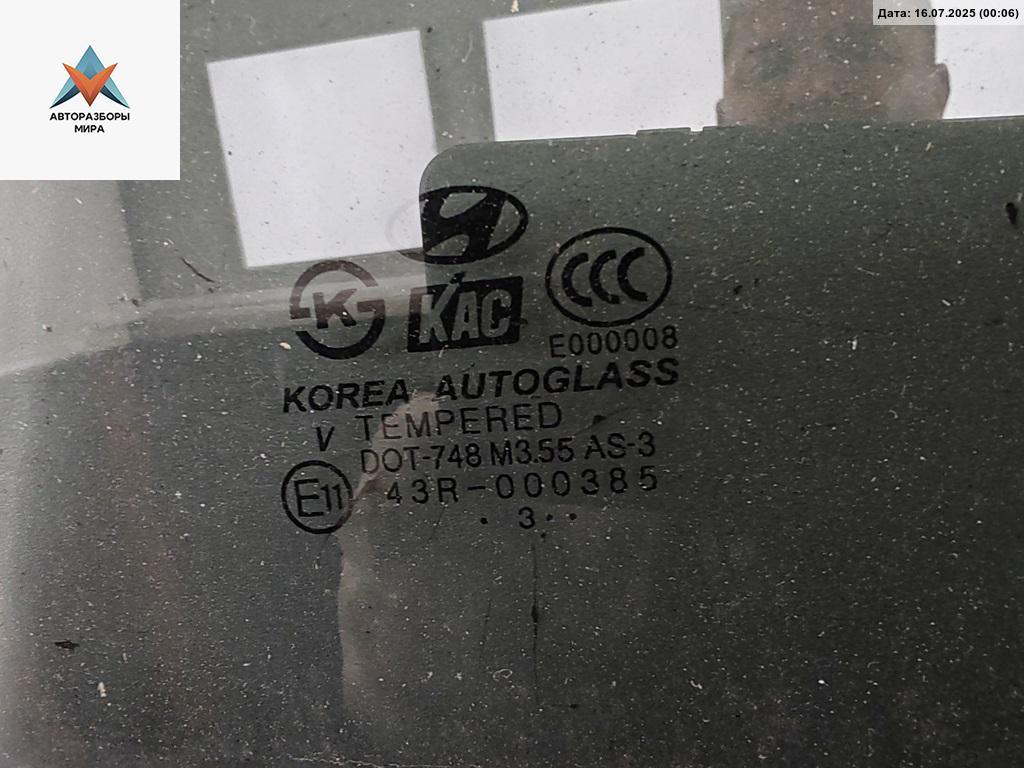 Дата: 16.07.2025 (00:06)
АВТОРАЗБОРЫ
МИРА
K
KAC
CCC
E000008
KOREA AUTOGLASS
V TEMPERED
DOT-748 M3.55 AS-3
E11 43R-000385
. 3 . .